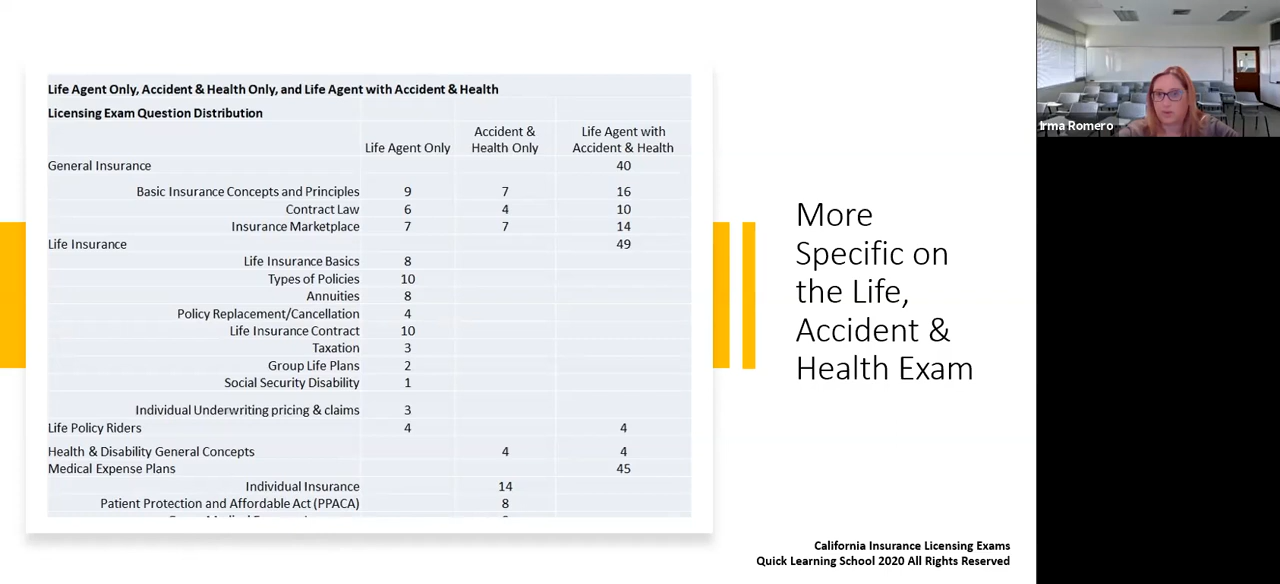 Life Agent Only, Accident & Health Only, and Life Agent with Accident & Health
Licensing Exam Question Distribution
Life Agent Only
Accident &
Health Only
Life Agent with
Accident & Health
General Insurance 40
Basic Insurance Concepts and Principles 9 7 16
Contract Law 6 4 10
Insurance Marketplace 7 7 14
Life Insurance 49
Life Insurance Basics 8
Types of Policies 10
Annuities 8
Policy Replacement/Cancellation 4
Life Insurance Contract 10
Taxation 3
Group Life Plans 2
Social Security Disability 1
Individual Underwriting pricing & claims 3
Life Policy Riders 4 4
Health & Disability General Concepts 4 4
Medical Expense Plans 45
Individual Insurance 14
Patient Protection and Affordable Act (PPACA) 8
More
Specific on
the Life,
Accident &
Health Exam
California Insurance Licensing Exams
Quick Learning School 2020 All Rights Reserved
Irma Romero